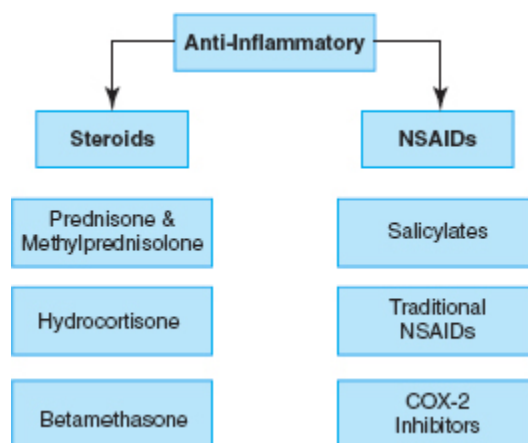 Anti-Inflammatory
Steroids
NSAIDs
Prednisone &
Methylprednisolone
Salicylates
Hydrocortisone
Traditional
NSAIDs
Betamethasone
COX-2
Inhibitors